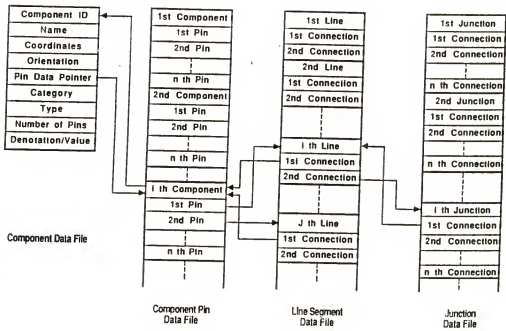 Component ID
Name
Coordinates
Orientation
Pin Data Pointer
Category
Type
Number of Pins
Denotation/Value
Component Data File
1st Component
1st Pin
2nd Pin
n th Pin
2nd Component
1st Pin
2nd Pin
n th Pin
i th Component
1st Pin
2nd Pin
n th Pin
Component Pin
Data File
1st Line
1st Connection
2nd Connection
2nd Line
1st Connection
2nd Connection
i th Line
1st Connection
2nd Connection
J th Line
1st Connection
2nd Connection
Line Segment
Data File
1st Junction
1st Connection
2nd Connection
n th Connection
2nd Junction
1st Connection
2nd Connection
n th Connection
i th Junction
1st Connection
2nd Connection
n th Connection
Junction
Data File